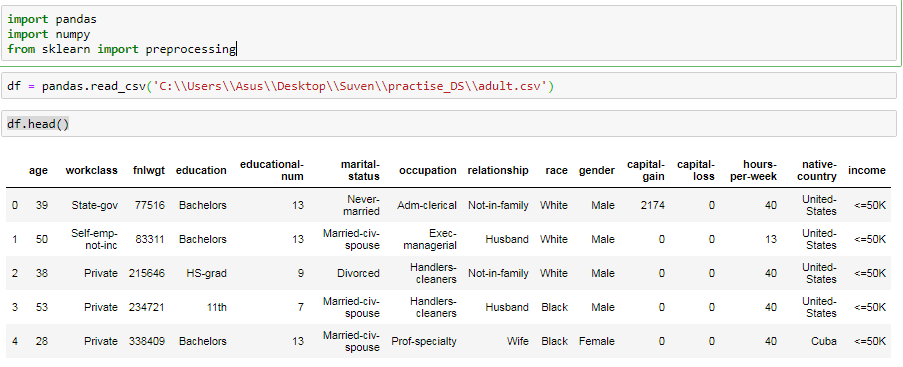 import pandas
import numpy
from sklearn import preprocessing
df = pandas.read_csv('C:\\Users\\Asus\\Desktop\\Suven\\practise_DS\\adult.csv')
df.head()
age workclass fnlwgt education educational-num marital-status occupation relationship race gender capital-gain capital-loss hours-per-week native-country income
0 39 State-gov 77516 Bachelors 13 Never-married Adm-clerical Not-in-family White Male 2174 0 40 United-States <=50K
1 50 Self-emp-not-inc 83311 Bachelors 13 Married-civ-spouse Exec-managerial Husband White Male 0 0 13 United-States <=50K
2 38 Private 215646 HS-grad 9 Divorced Handlers-cleaners Not-in-family White Male 0 0 40 United-States <=50K
3 53 Private 234721 11th 7 Married-civ-spouse Handlers-cleaners Husband Black Male 0 0 40 United-States <=50K
4 28 Private 338409 Bachelors 13 Married-civ-spouse Prof-specialty Wife Black Female 0 0 40 Cuba <=50K